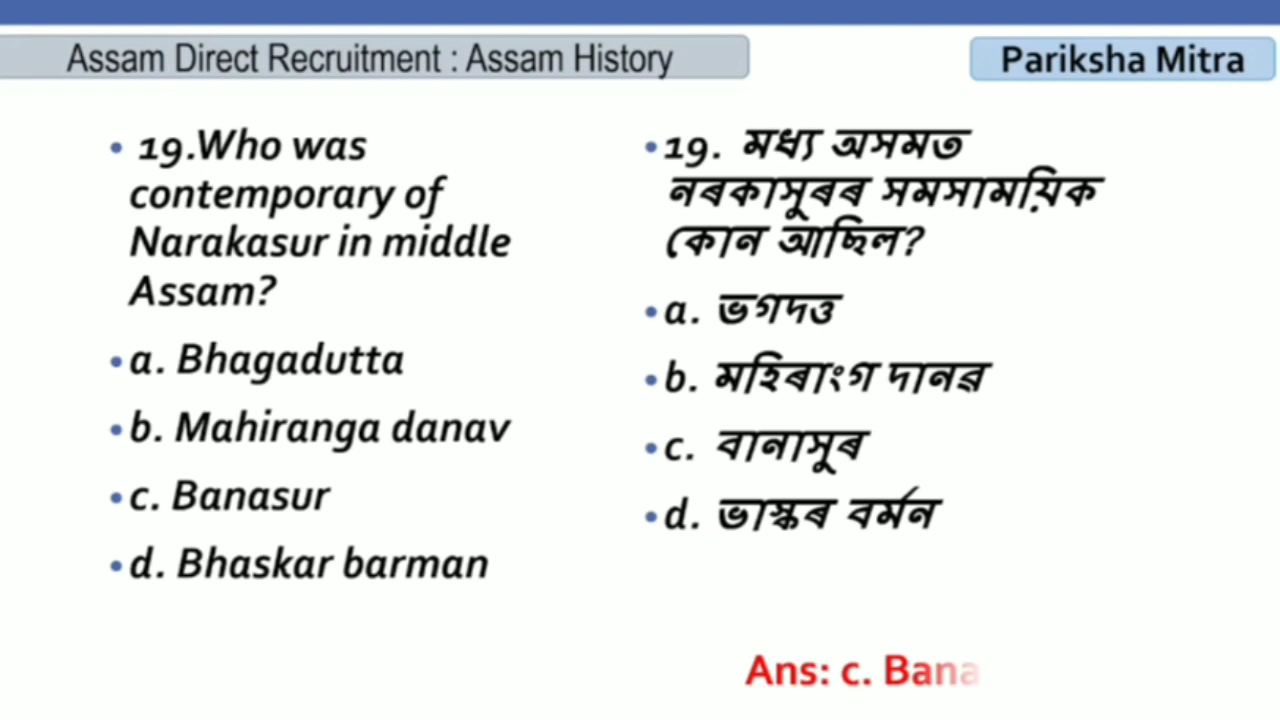 Assam Direct Recruitment : Assam History
Pariksha Mitra
• 19.Who was
contemporary of
Narakasur in middle
Assam?
• a. Bhagadutta
• b. Mahiranga danav
• c. Banasur
• d. Bhaskar barman
• 19. মধ্য অসমত
নৰকাসুৰৰ সমসাময়িক
কোন আছিল?
• a. ভগদত্ত
• b. মহিৰাংগ দানৱ
• c. বানাসুৰ
• d. ভাস্কৰ বৰ্মন
Ans: c. Bana